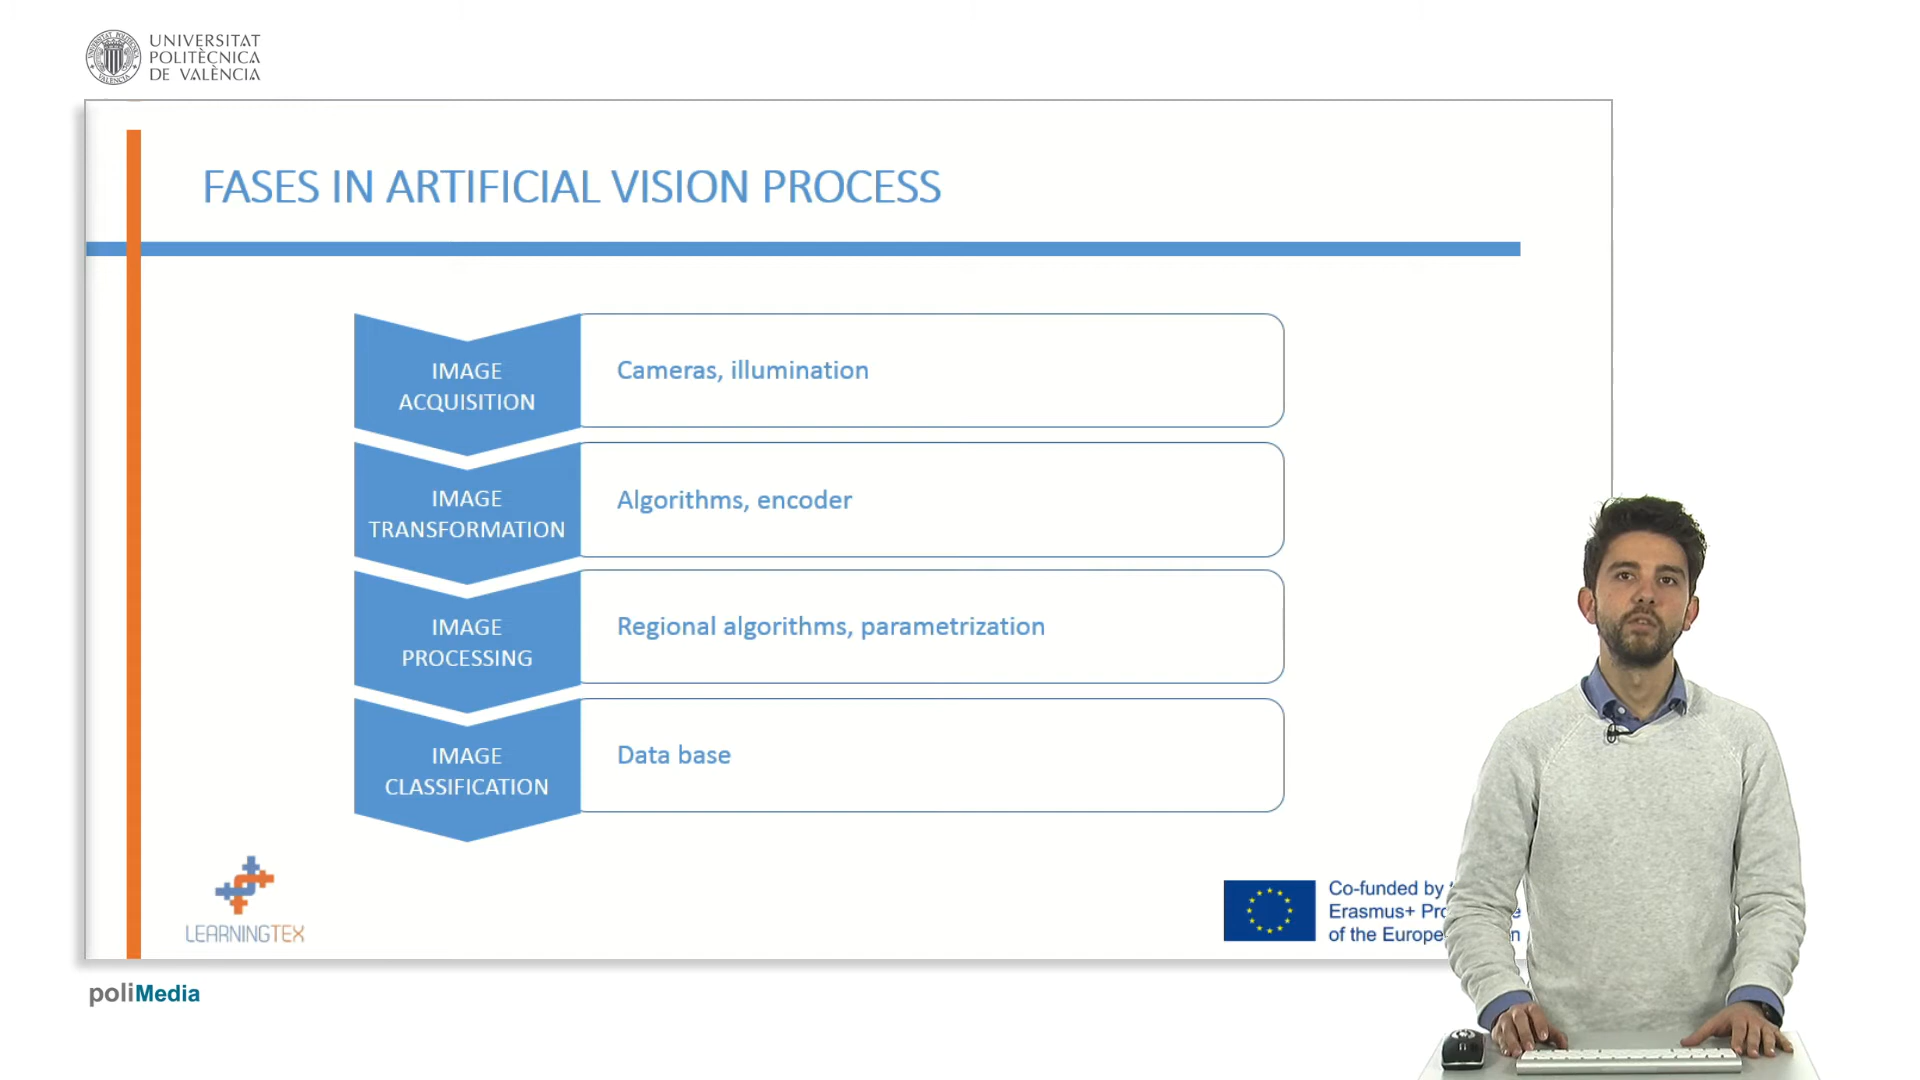 UNIVERSITAT
POLITÈCNICA
DE VALÈNCIA
FASES IN ARTIFICIAL VISION PROCESS
IMAGE
ACQUISITION
Cameras, illumination
IMAGE
TRANSFORMATION
Algorithms, encoder
IMAGE
PROCESSING
Regional algorithms, parametrization
IMAGE
CLASSIFICATION
Data base
LEARNINGTEX
Co-funded by
Erasmus+
of the
poliMedia